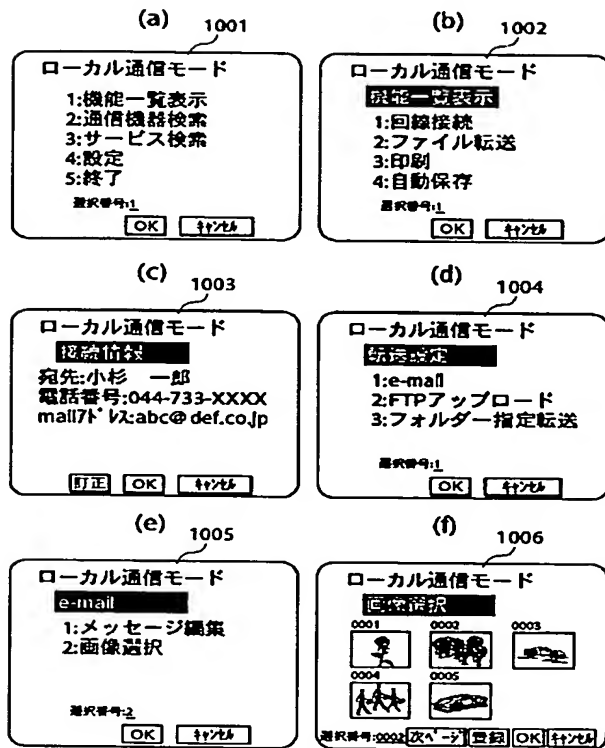 (a)
1001
ローカル通信モード
1:機能一覧表示
2:通信機器検索
3:サービス検索
4:設定
5:終了
選択番号:1
OK キャンセル
(b)
1002
ローカル通信モード
機能一覧表示
1:回線接続
2:ファイル転送
3:印刷
4:自動保存
選択番号:1
OK キャンセル
(c)
1003
ローカル通信モード
接続情報
宛先:小杉 一郎
電話番号:044-733-XXXX
mailアドレス:abc@def.co.jp
訂正 OK キャンセル
(d)
1004
ローカル通信モード
転送指定
1:e-mail
2:FTPアップロード
3:フォルダー指定転送
選択番号:1
OK キャンセル
(e)
1005
ローカル通信モード
e-mail
1:メッセージ編集
2:画像選択
選択番号:2
OK キャンセル
(f)
1006
ローカル通信モード
画像選択
0001 0002 0003
0004 0005
選択番号:0002 次ページ 登録 OK キャンセル